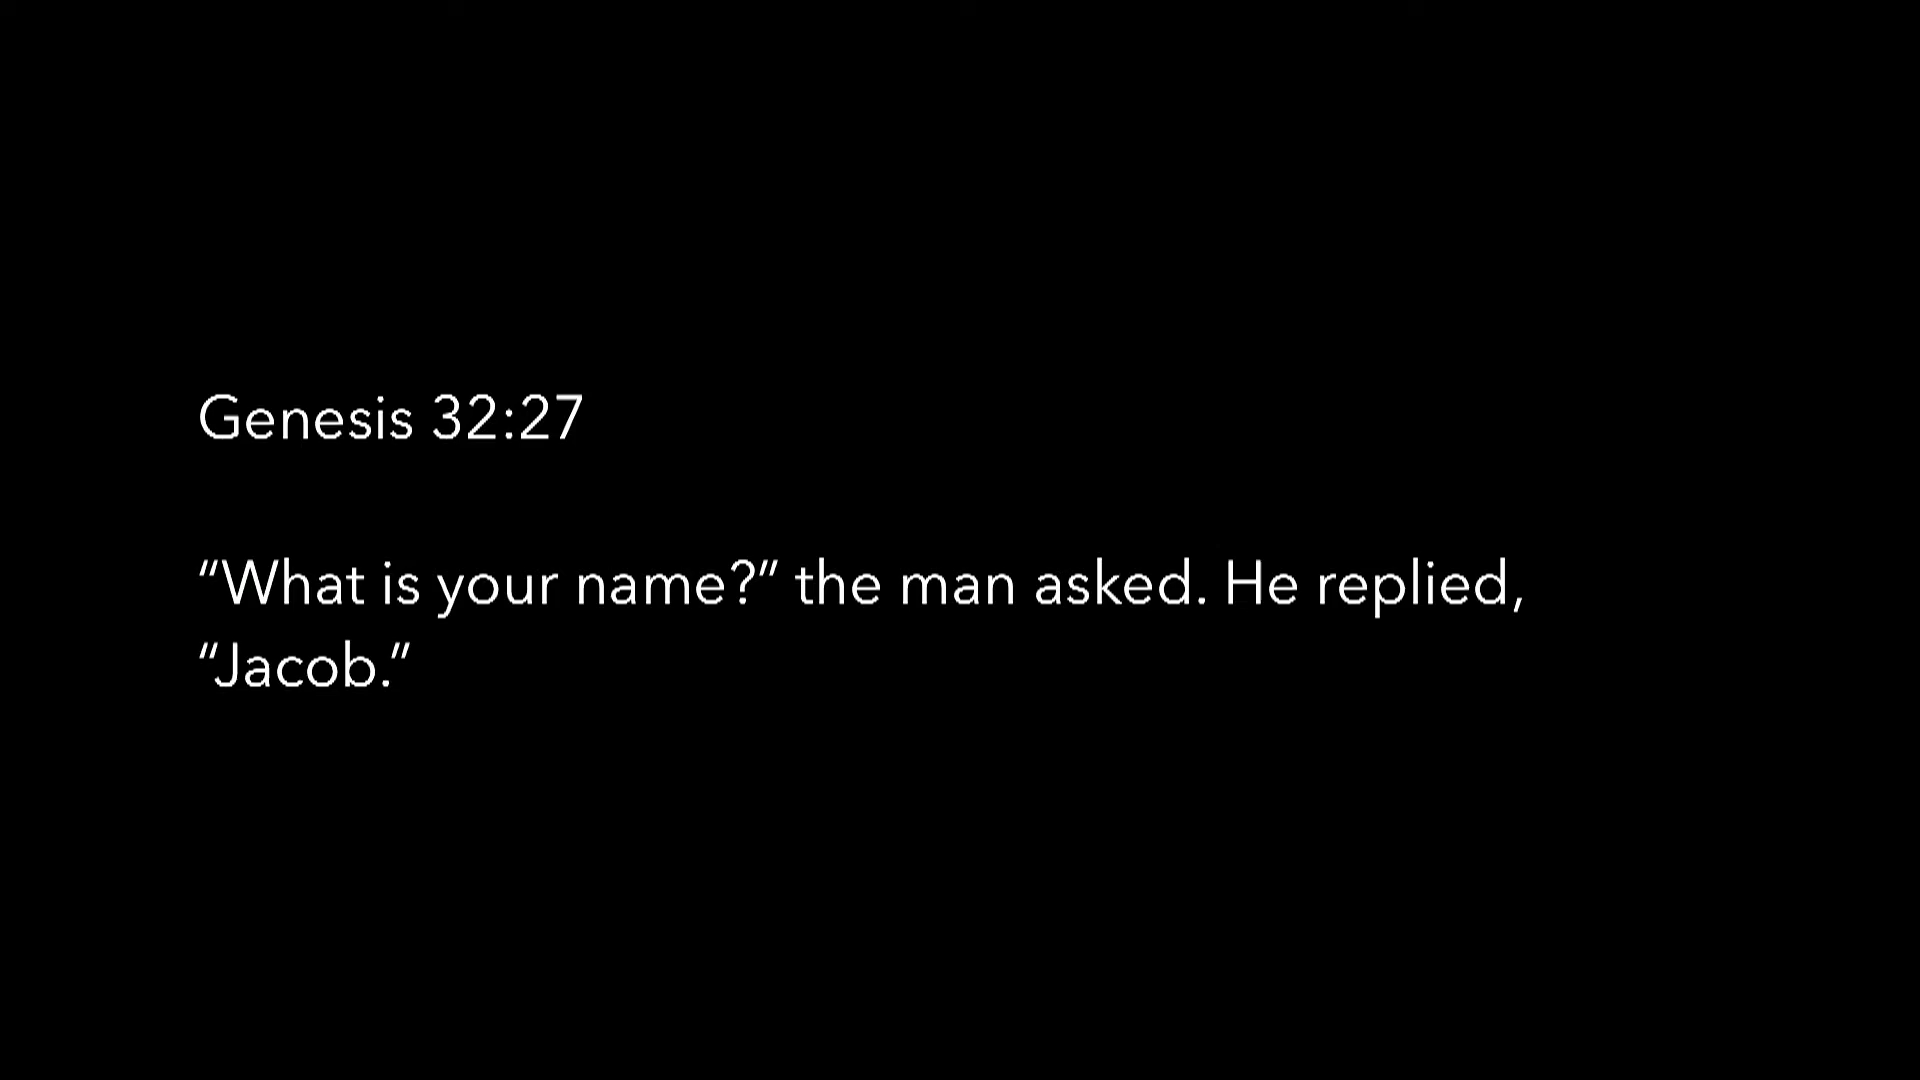 Genesis 32:27
“What is your name?” the man asked. He replied,
“Jacob.”